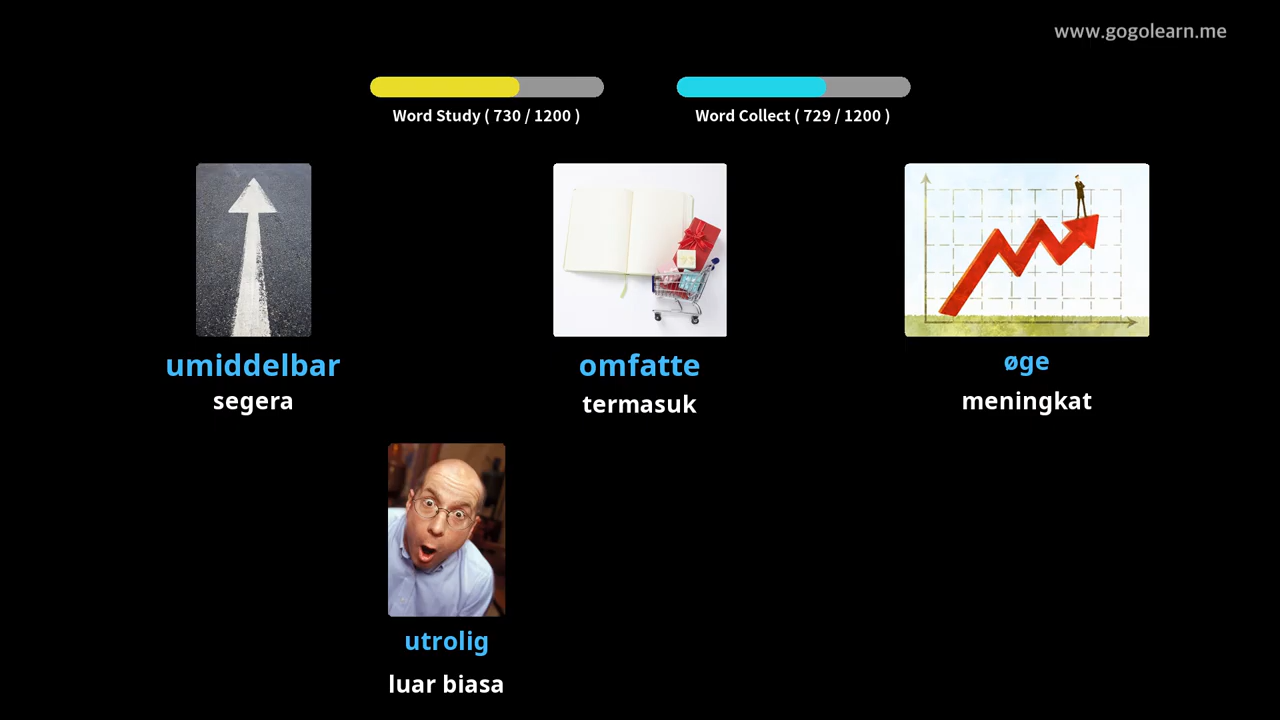 www.gogolearn.me
Word Study ( 730 / 1200 )
Word Collect ( 729 / 1200 )
umiddelbar
segera
omfatte
termasuk
øge
meningkat
utrolig
luar biasa